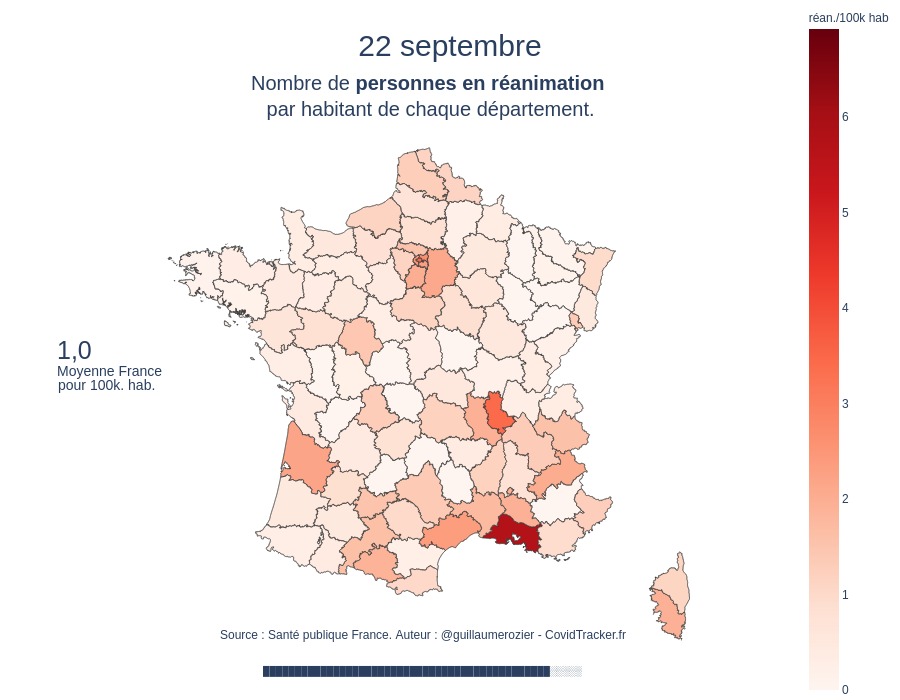 réan./100k hab
22 septembre
Nombre de personnes en réanimation
par habitant de chaque département.
6
5
4
3
2
1
0
1,0
Moyenne France
pour 100k. hab.
Source : Santé publique France. Auteur : @guillaumerozier - CovidTracker.fr